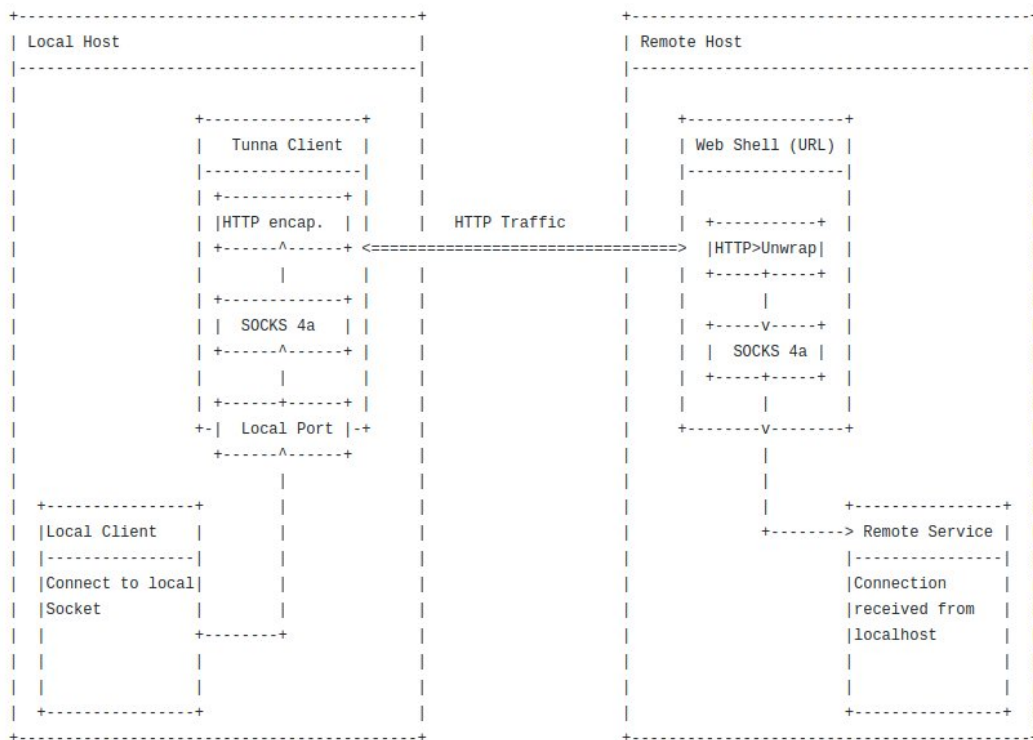 Local Host
Remote Host
Tunna Client
Web Shell (URL)
HTTP encap.
HTTP Traffic
HTTP>Unwrap
SOCKS 4a
SOCKS 4a
Local Port
Local Client
Remote Service
Connect to local
Socket
Connection
received from
localhost